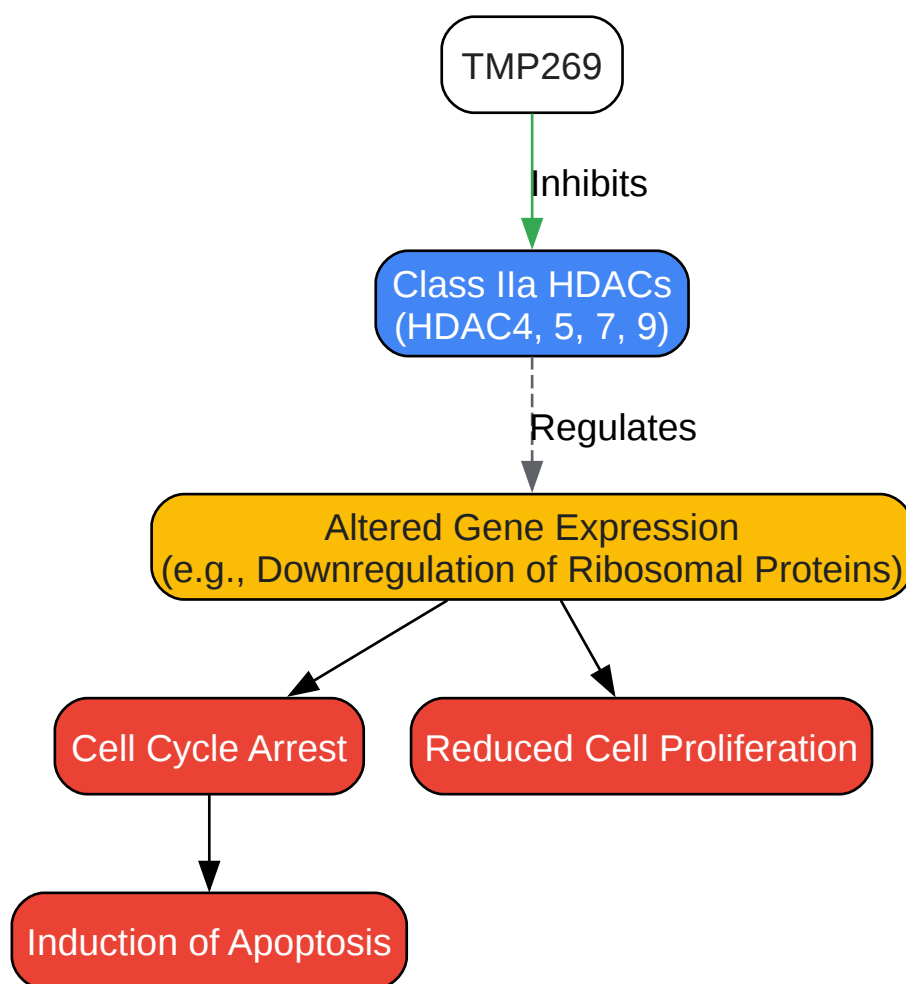 TMP269
Inhibits
Class IIa HDACs
(HDAC4, 5, 7, 9)
Regulates
Altered Gene Expression
(e.g., Downregulation of Ribosomal Proteins)
Cell Cycle Arrest
Reduced Cell Proliferation
Induction of Apoptosis